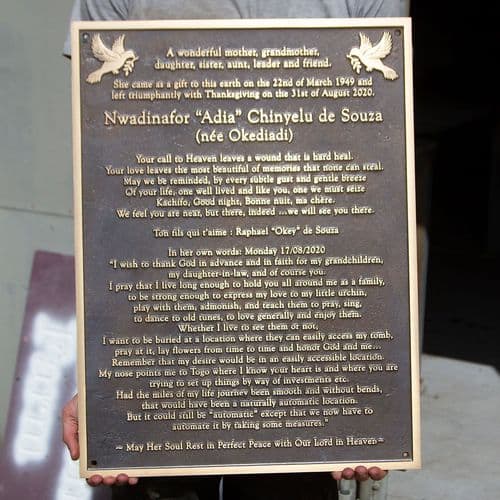 A wonderful mother, grandmother,
daughter, sister, aunt, leader and friend.
She came as a gift to this earth on the 22nd of March 1949 and
left triumphantly with Thanksgiving on the 31st of August 2020.
Nwadinafor "Adia" Chinyelu de Souza
(née Okediadi)
Your call to Heaven leaves a wound that is hard heal.
Your love leaves the most beautiful of memories that none can steal.
May we be reminded, by every subtle gust and gentle breeze
Of your life, one well lived and like you, one we must seize
Kachifo, Good night, Bonne nuit, ma chère.
We feel you are near, but there, indeed ...we will see you there.
Ton fils qui t'aime : Raphael "Okey" de Souza
In her own words: Monday 17/08/2020
"I wish to thank God in advance and in faith for my grandchildren,
my daughter-in-law, and of course you.
I pray that I live long enough to hold you all around me as a family,
to be strong enough to express my love to my little urchin,
play with them, admonish, and teach them to pray, sing,
to dance to old tunes, to love generally and enjoy them.
Whether I live to see them or not,
I want to be buried at a location where they can easily access my tomb,
pray at it, lay flowers from time to time and honor God and me...
Remember that my desire would be in an easily accessible location.
My nose points me to Togo where I know your heart is and where you are
trying to set up things by way of investments etc.
Had the miles of my life journey been smooth and without bends,
that would have been a naturally automatic location.
But it could still be "automatic" except that we now have to
automate it by taking some measures."
~ May Her Soul Rest in Perfect Peace with Our Lord in Heaven~